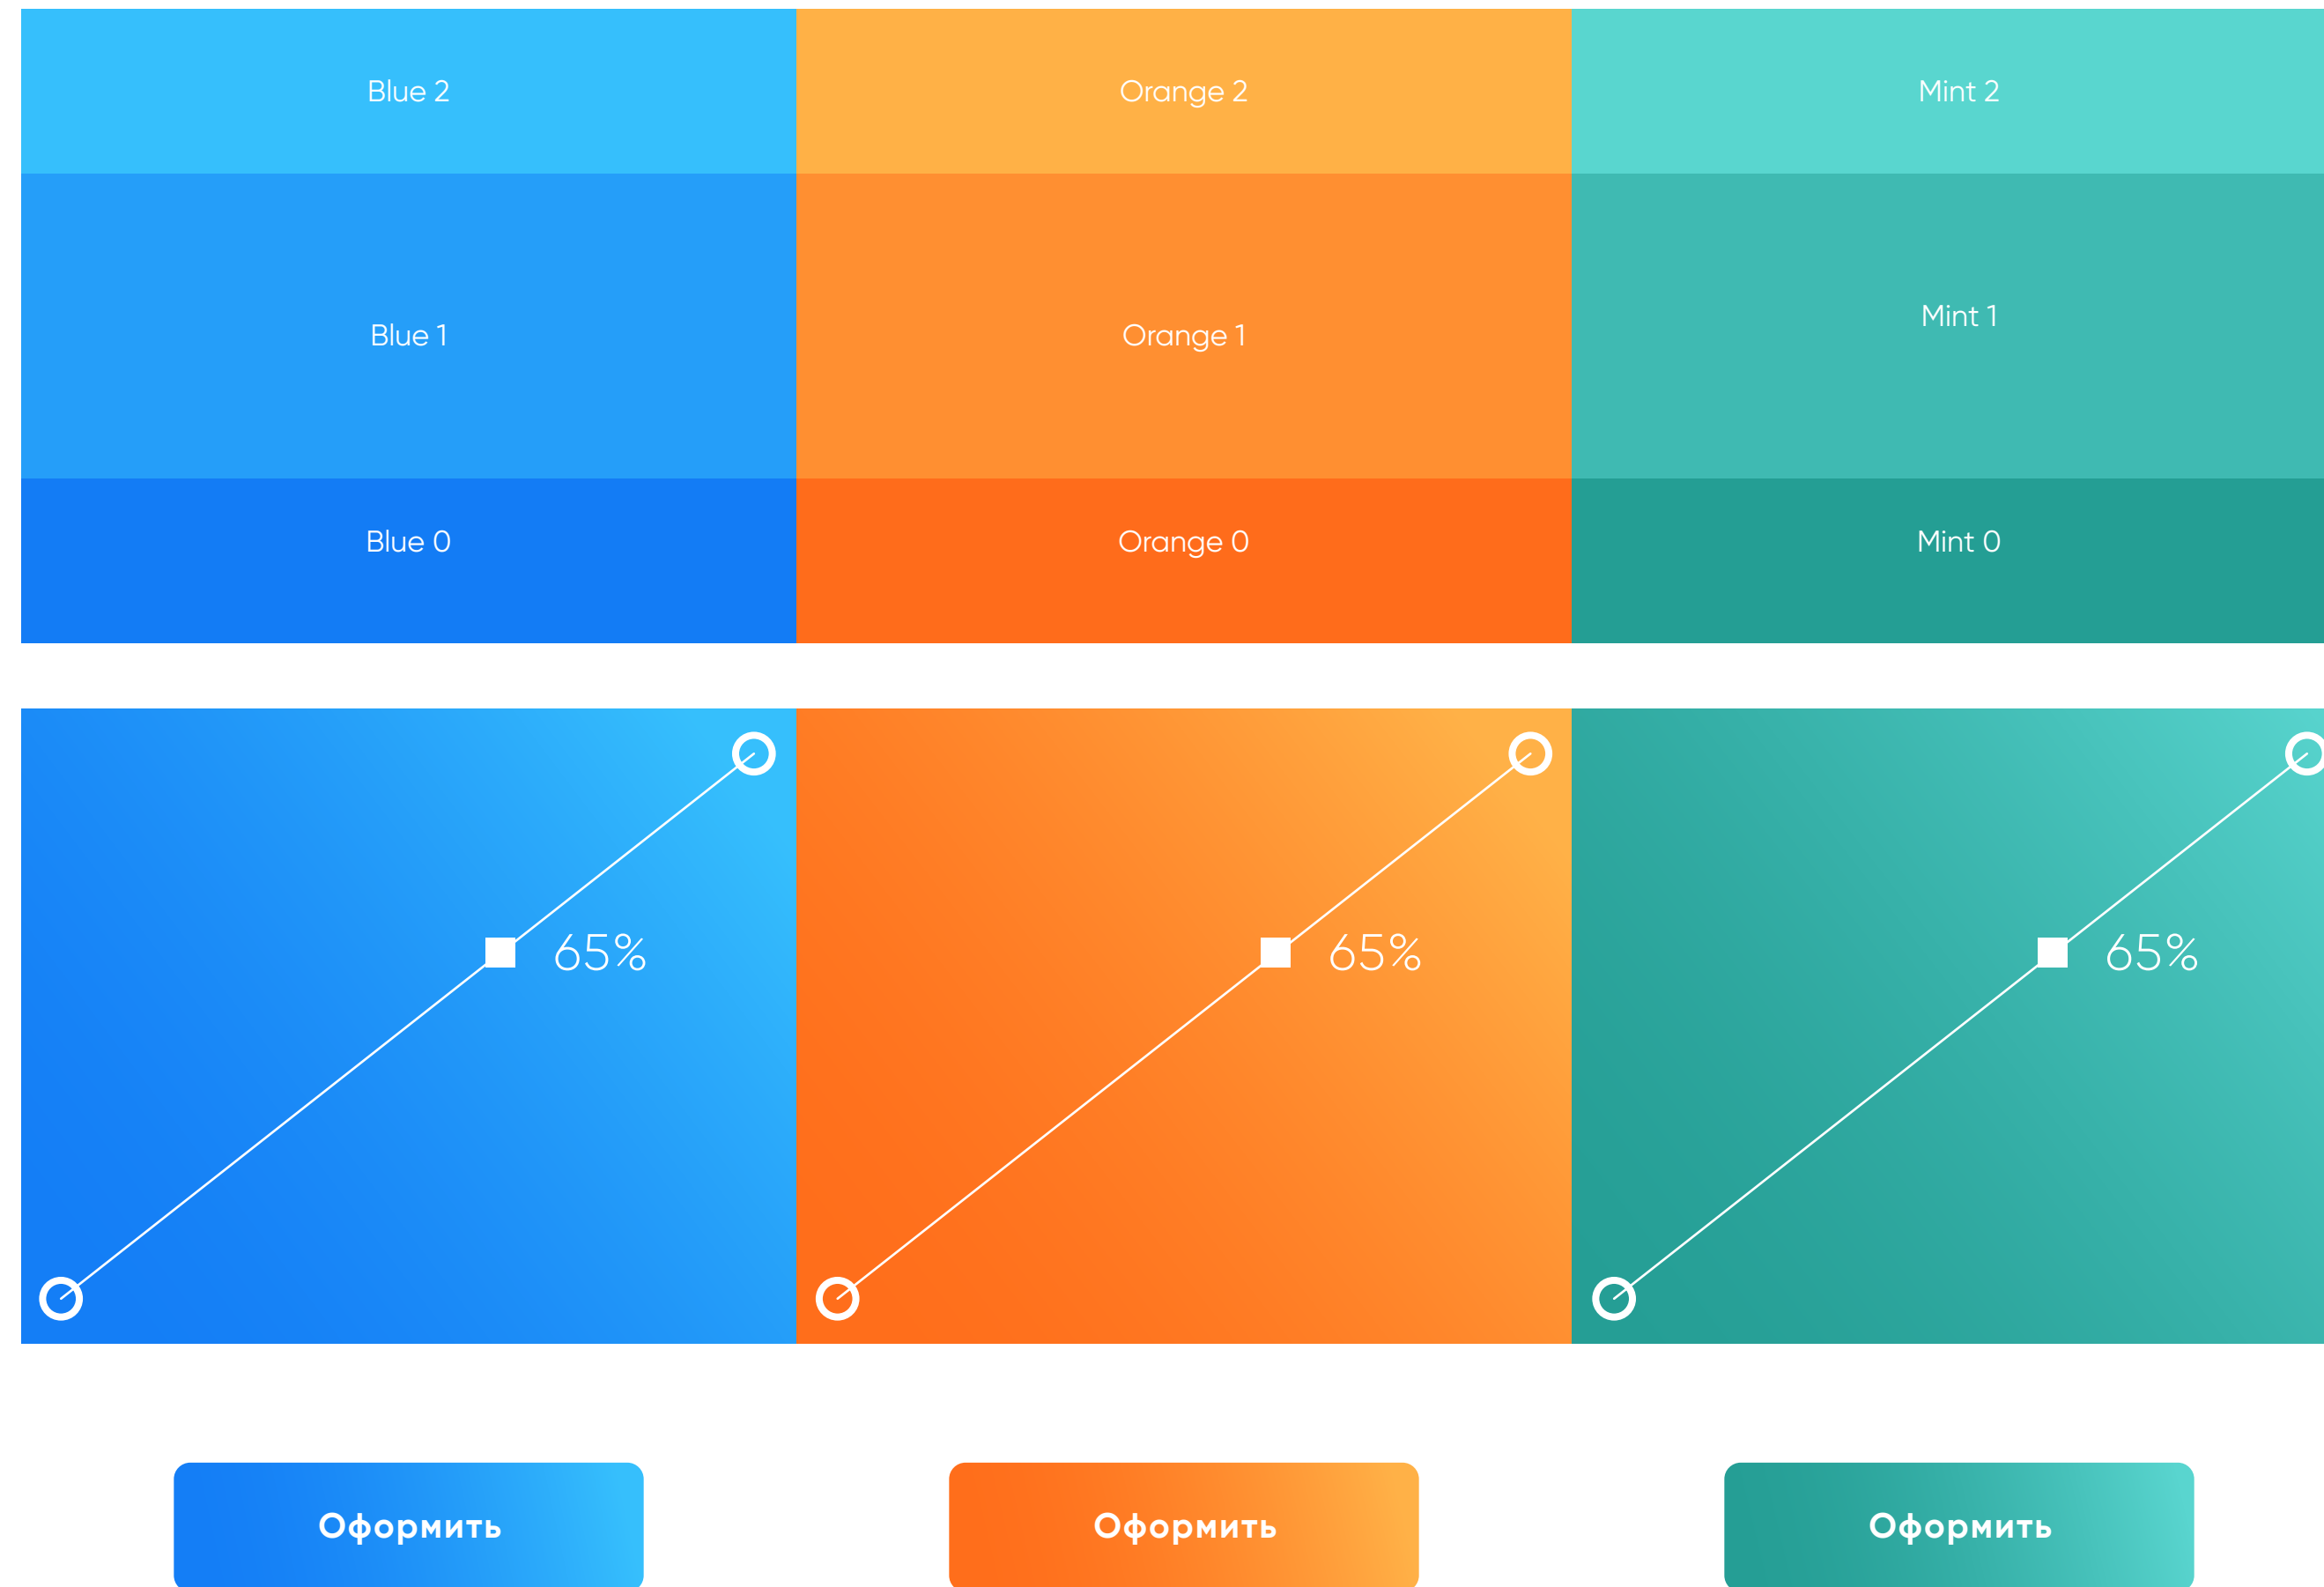 Blue 2
Orange 2
Mint 2
Blue 1
Orange 1
Mint 1
Blue 0
Orange 0
Mint 0
65%
65%
65%
Оформить
Оформить
Оформить